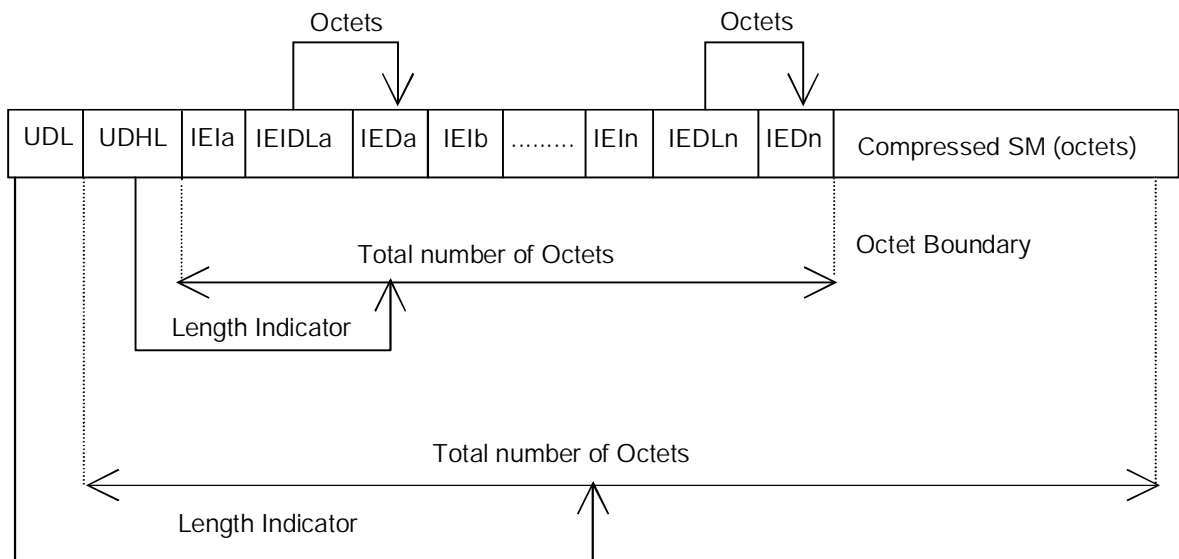 Octets Octets
UDL UDHL IEIa IEIDLa IEDa IEIb ......... IEIn IEDLn IEDn Compressed SM (octets)
Total number of Octets
Octet Boundary
Length Indicator
Total number of Octets
Length Indicator